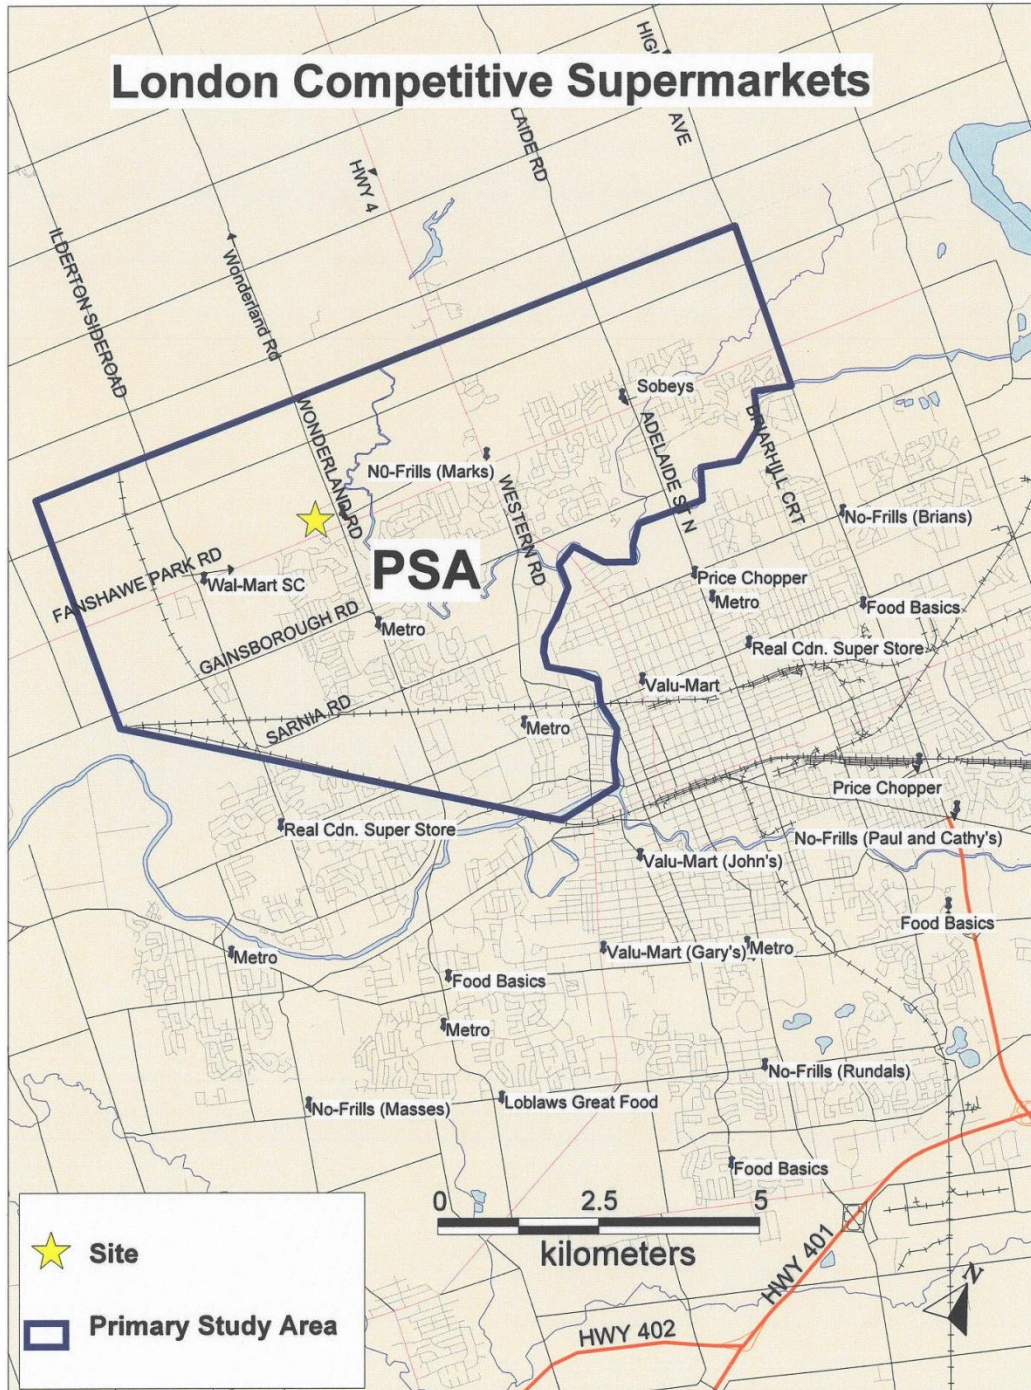 London Competitive Supermarkets
HWY 4
AVE
ILDERTON SIDEROAD
Wonderland Rd
Sobeys
WONDERLAND RD
ADELAIDE ST N
BRIARHILL CRT
N0-Frills (Marks)
WESTERN RD
No-Frills (Brians)
PSA
FANSHAWE PARK RD
Wal-Mart SC
Price Chopper
Metro
Food Basics
GAINSBOROUGH RD
Metro
Real Cdn. Super Store
Valu-Mart
SARNIA RD
Metro
Price Chopper
Real Cdn. Super Store
No-Frills (Paul and Cathy's)
Valu-Mart (John's)
Food Basics
Metro
Valu-Mart (Gary's)
Metro
Food Basics
Metro
No-Frills (Rundals)
No-Frills (Masses)
Loblaws Great Food
Food Basics
0 2.5 5
kilometers
Site
Primary Study Area
HWY 401
HWY 402
N